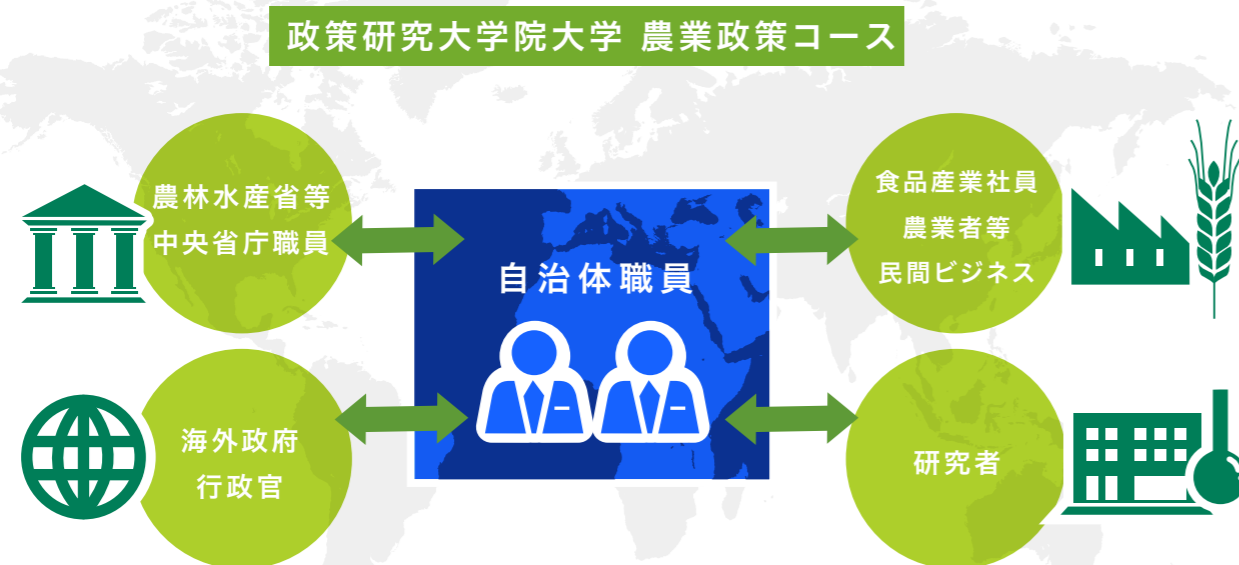 政策研究大学院大学 農業政策コース
農林水産省等
中央省庁職員
食品産業社員
農業者等
民間ビジネス
自治体職員
海外政府
行政官
研究者